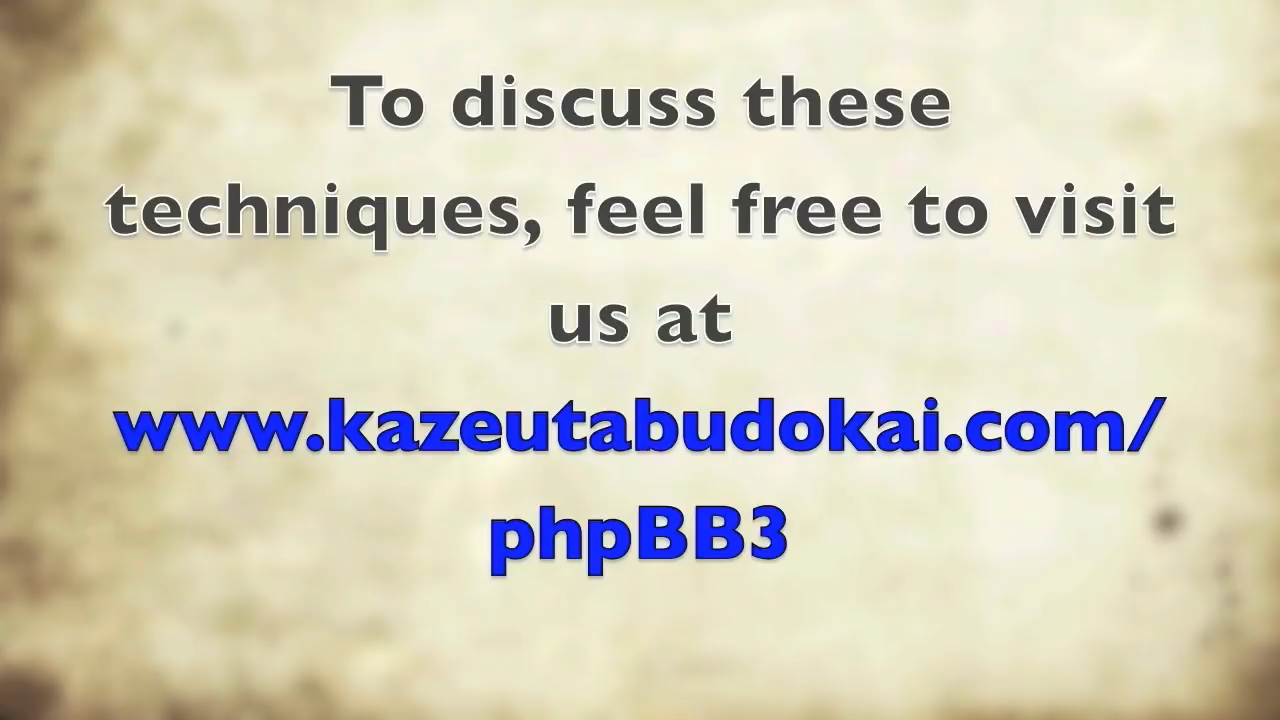 To discuss these
techniques, feel free to visit
us at
www.kazeutabudokai.com/
phpBB3